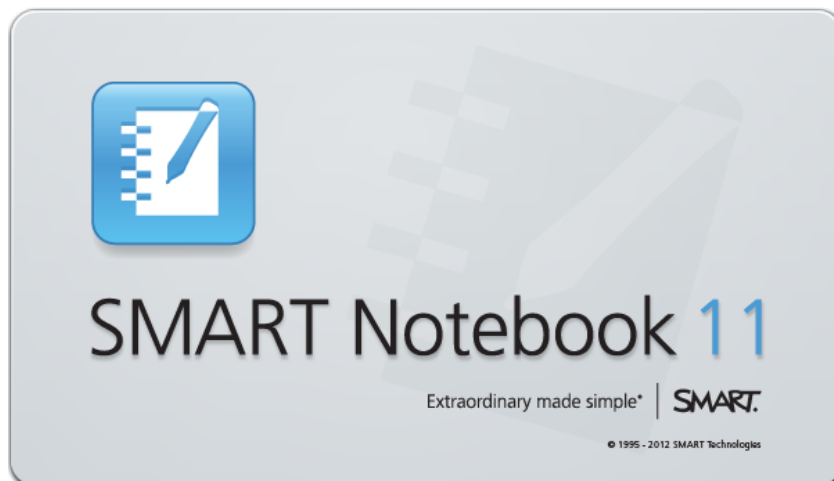 SMART Notebook 11
Extraordinary made simple*
SMART.
© 1995 - 2012 SMART Technologies